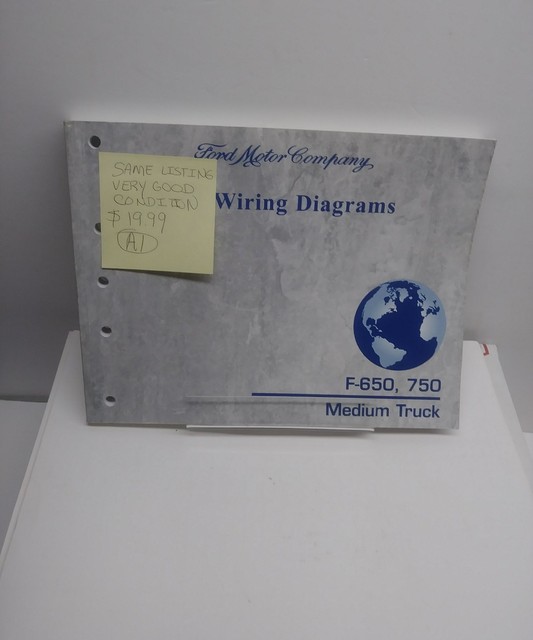 Ford Motor Company
SAME LISTING
VERY GOOD
CONDITION
$19.99
A1
Wiring Diagrams
F-650, 750
Medium Truck